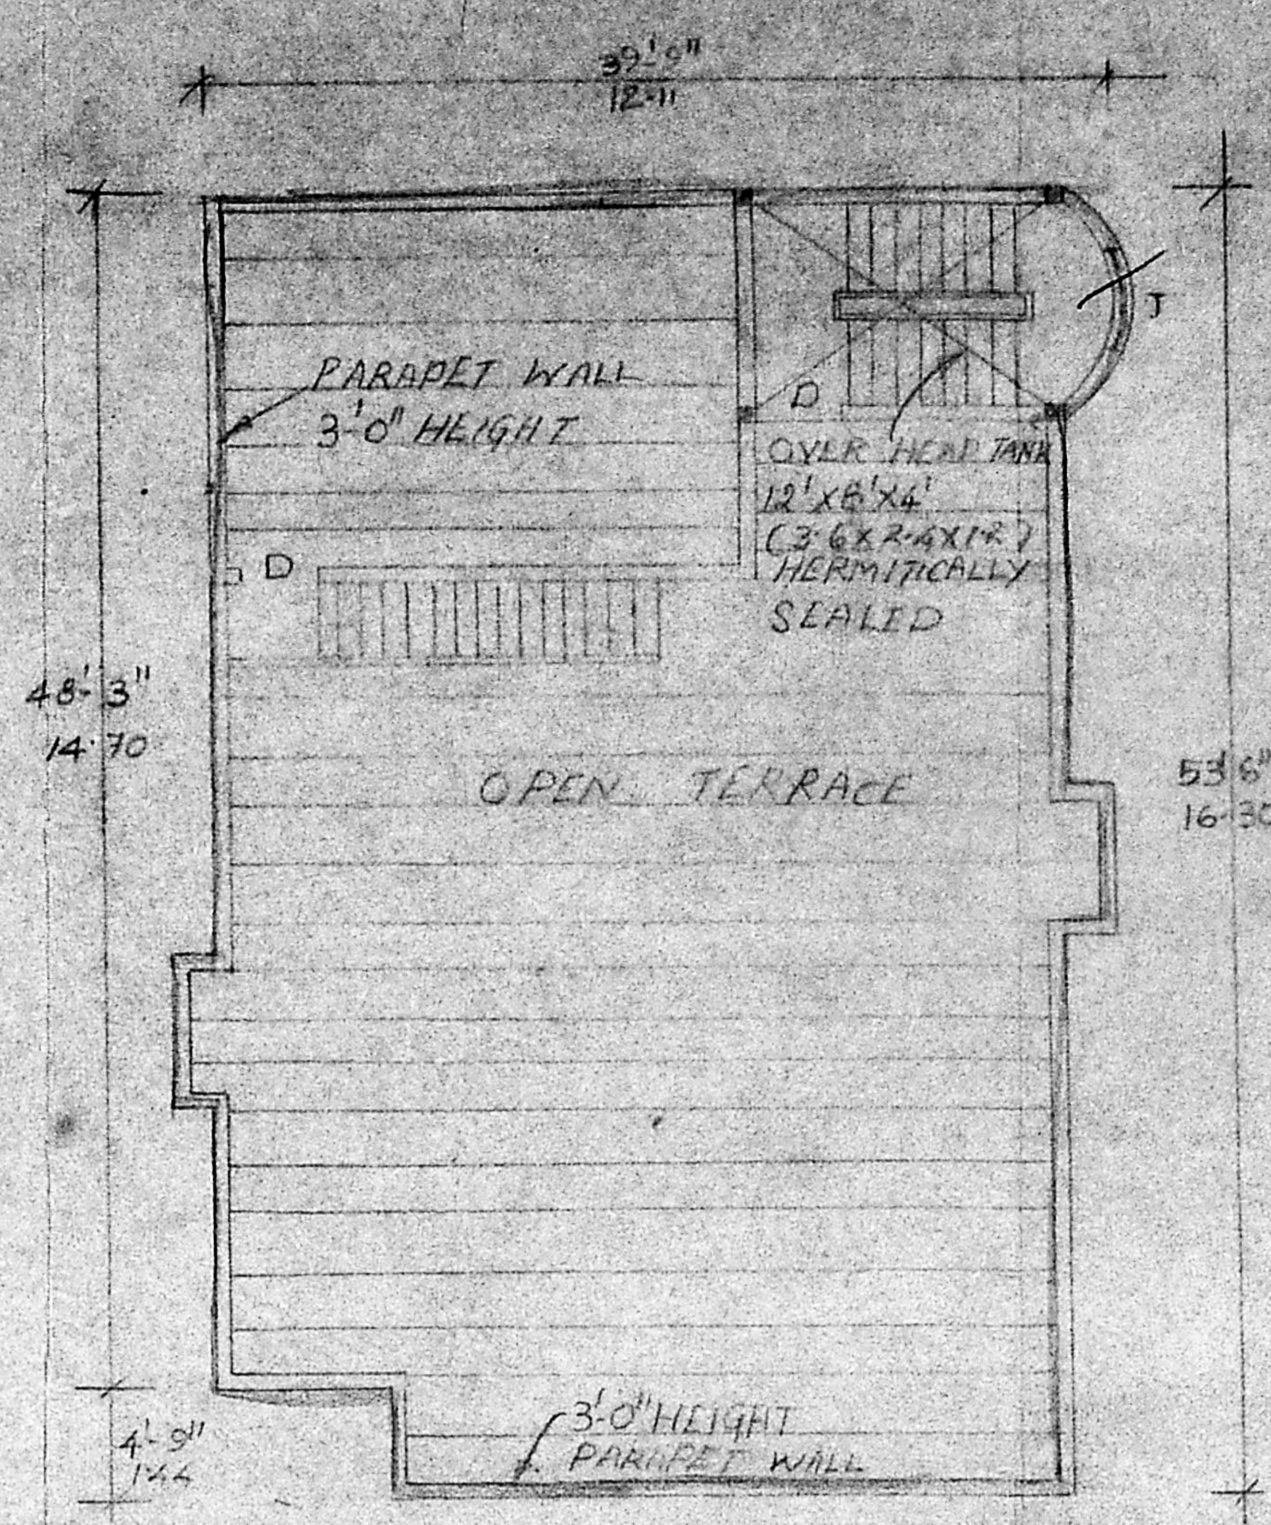 39'-9"
12-11
PARAPET WALL
3'-0" HEIGHT
J
D
OVER HEAD TANK
12'X8'X4'
(3.6X2.4X1.2)
HERMITICALLY
SEALED
D
48'-3"
14.70
OPEN TERRACE
53'6"
16.30
3'-0" HEIGHT
PARAPET WALL
4'-9"
1.44